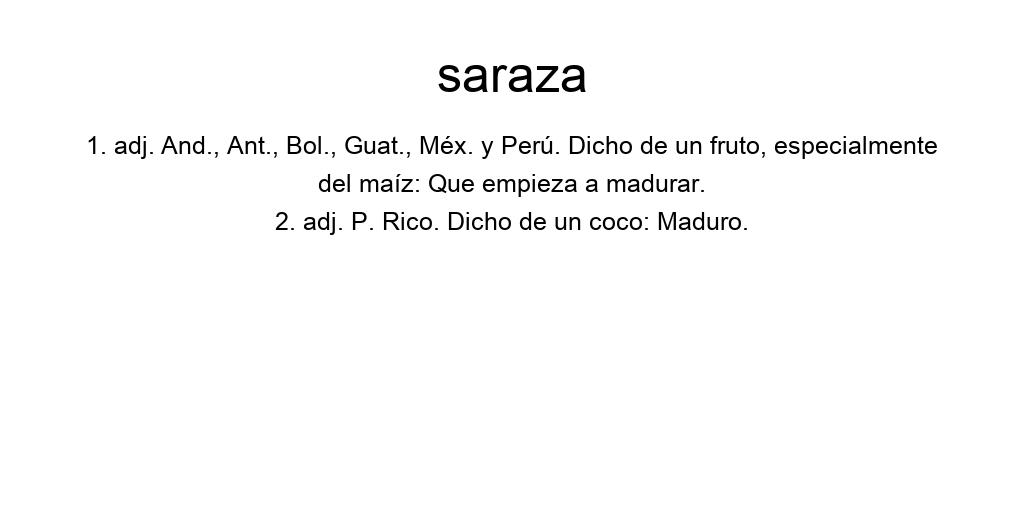 saraza
1. adj. And., Ant., Bol., Guat., Méx. y Perú. Dicho de un fruto, especialmente
del maíz: Que empieza a madurar.
2. adj. P. Rico. Dicho de un coco: Maduro.